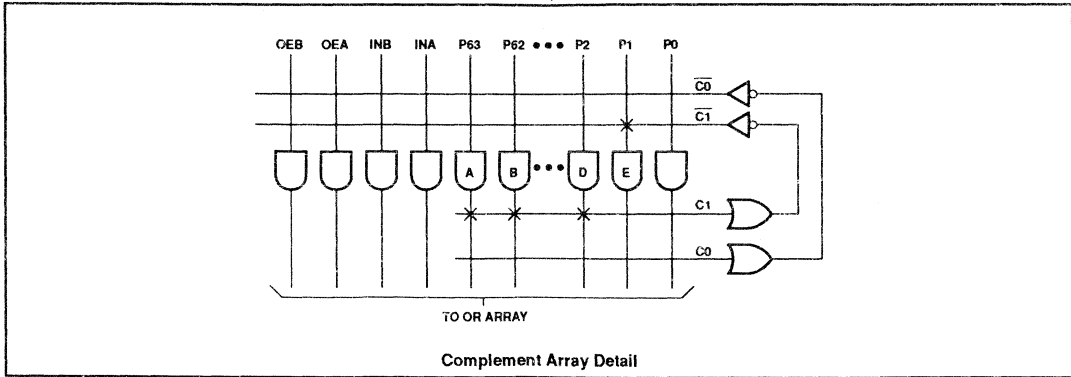 OEB OEA INB INA P63 P62 ••• P2 P1 P0
C0
C1
A B ••• D E
C1
C0
TO OR ARRAY
Complement Array Detail